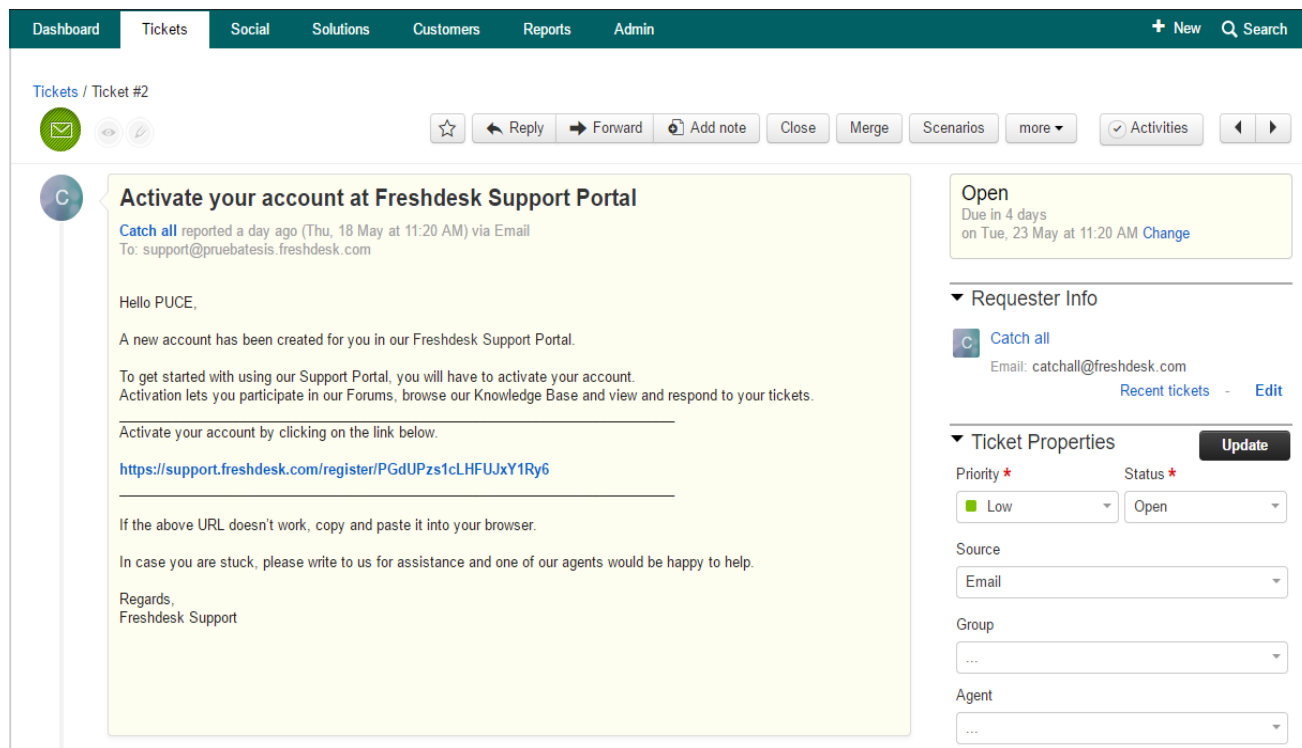 Dashboard Tickets Social Solutions Customers Reports Admin + New Search
Tickets / Ticket #2
Reply Forward Add note Close Merge Scenarios more Activities
C
Activate your account at Freshdesk Support Portal
Catch all reported a day ago (Thu, 18 May at 11:20 AM) via Email
To: support@pruebatesis.freshdesk.com
Hello PUCE,
A new account has been created for you in our Freshdesk Support Portal.
To get started with using our Support Portal, you will have to activate your account.
Activation lets you participate in our Forums, browse our Knowledge Base and view and respond to your tickets.
Activate your account by clicking on the link below.
https://support.freshdesk.com/register/PGdUPzs1cLHFUJxY1Ry6
If the above URL doesn't work, copy and paste it into your browser.
In case you are stuck, please write to us for assistance and one of our agents would be happy to help.
Regards,
Freshdesk Support
Open
Due in 4 days
on Tue, 23 May at 11:20 AM Change
Requester Info
C Catch all
Email: catchall@freshdesk.com
Recent tickets - Edit
Ticket Properties Update
Priority * Status *
Low Open
Source
Email
Group
...
Agent
...